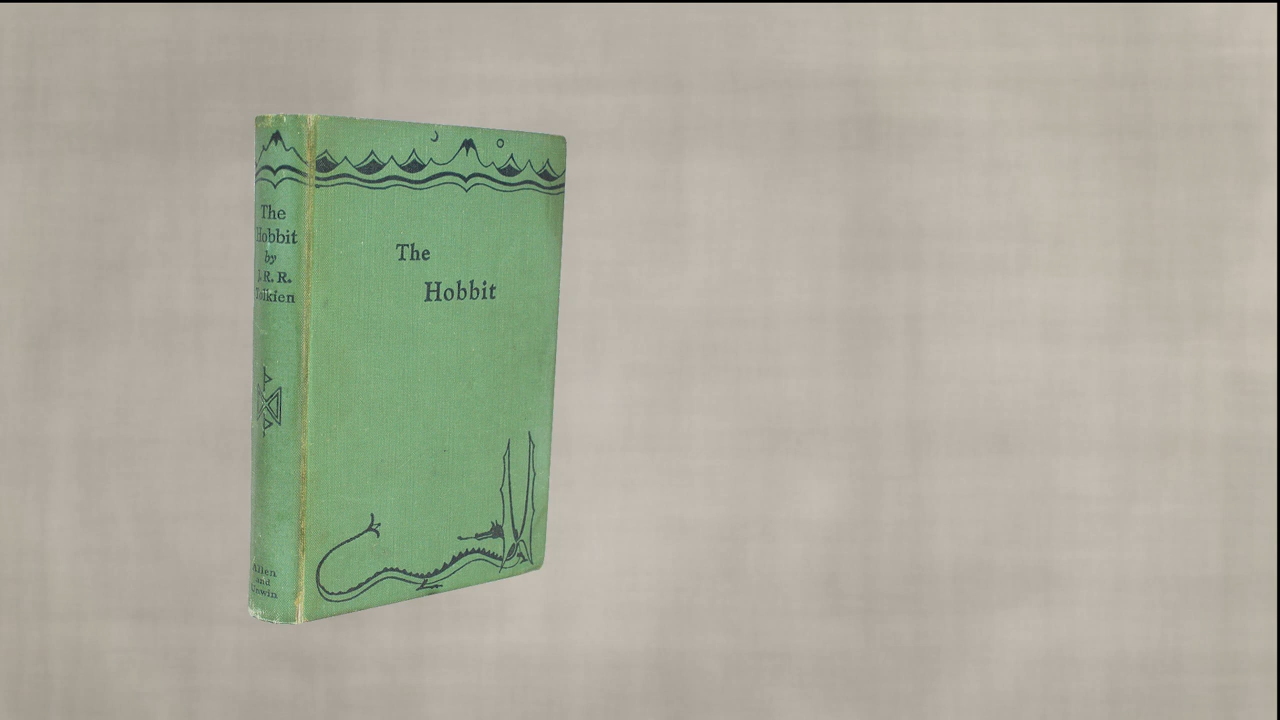 The
Hobbit
by
J. R. R.
Tolkien
Allen
and
Unwin
The
Hobbit